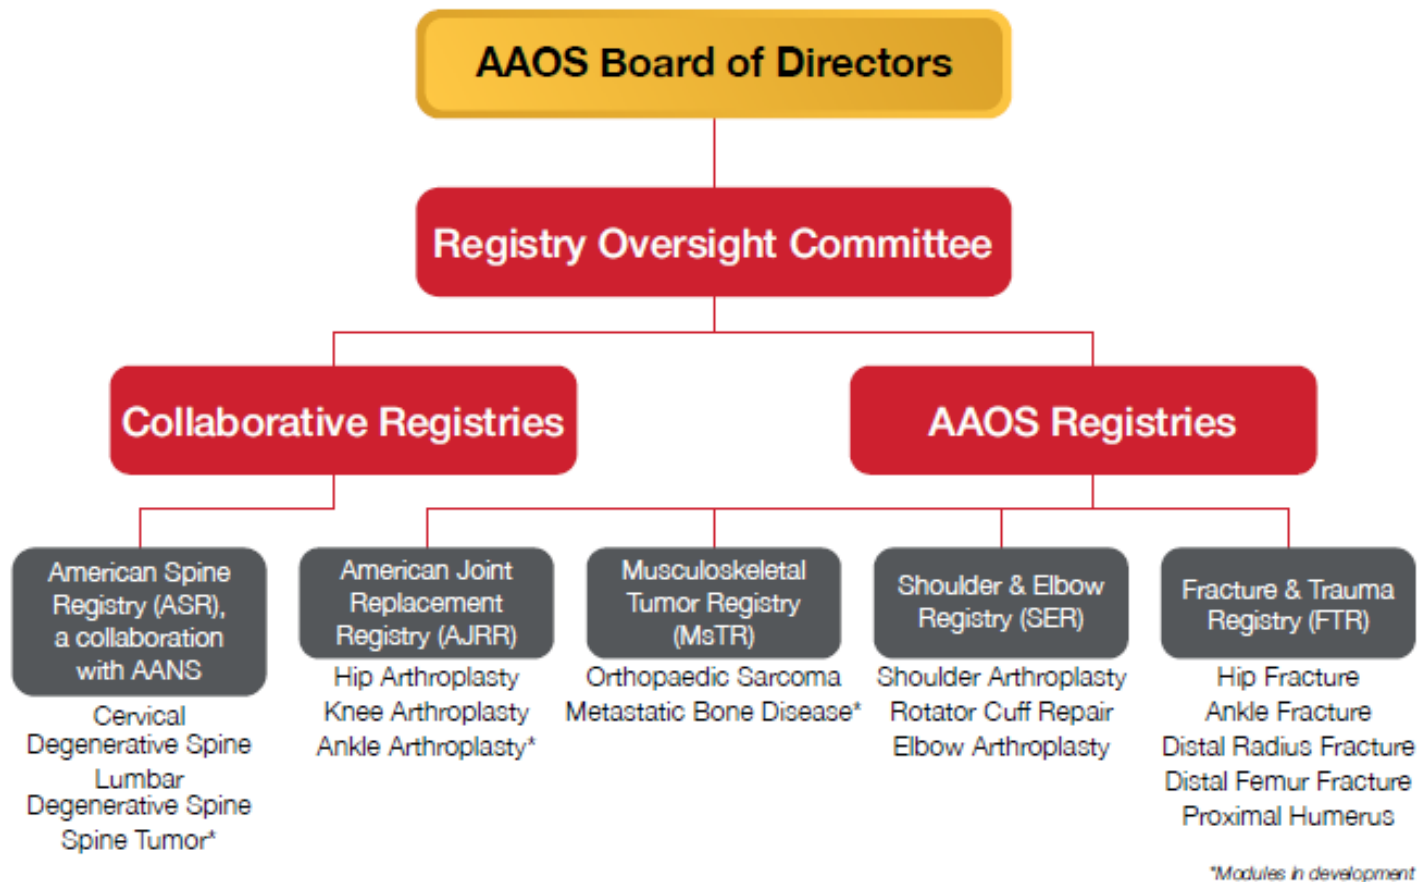 AAOS Board of Directors
Registry Oversight Committee
Collaborative Registries
AAOS Registries
American Spine
Registry (ASR),
a collaboration
with AANS
Cervical
Degenerative Spine
Lumbar
Degenerative Spine
Spine Tumor*
American Joint
Replacement
Registry (AJRR)
Hip Arthroplasty
Knee Arthroplasty
Ankle Arthroplasty*
Musculoskeletal
Tumor Registry
(MsTR)
Orthopaedic Sarcoma
Metastatic Bone Disease*
Shoulder & Elbow
Registry (SER)
Shoulder Arthroplasty
Rotator Cuff Repair
Elbow Arthroplasty
Fracture & Trauma
Registry (FTR)
Hip Fracture
Ankle Fracture
Distal Radius Fracture
Distal Femur Fracture
Proximal Humerus
*Modules in development